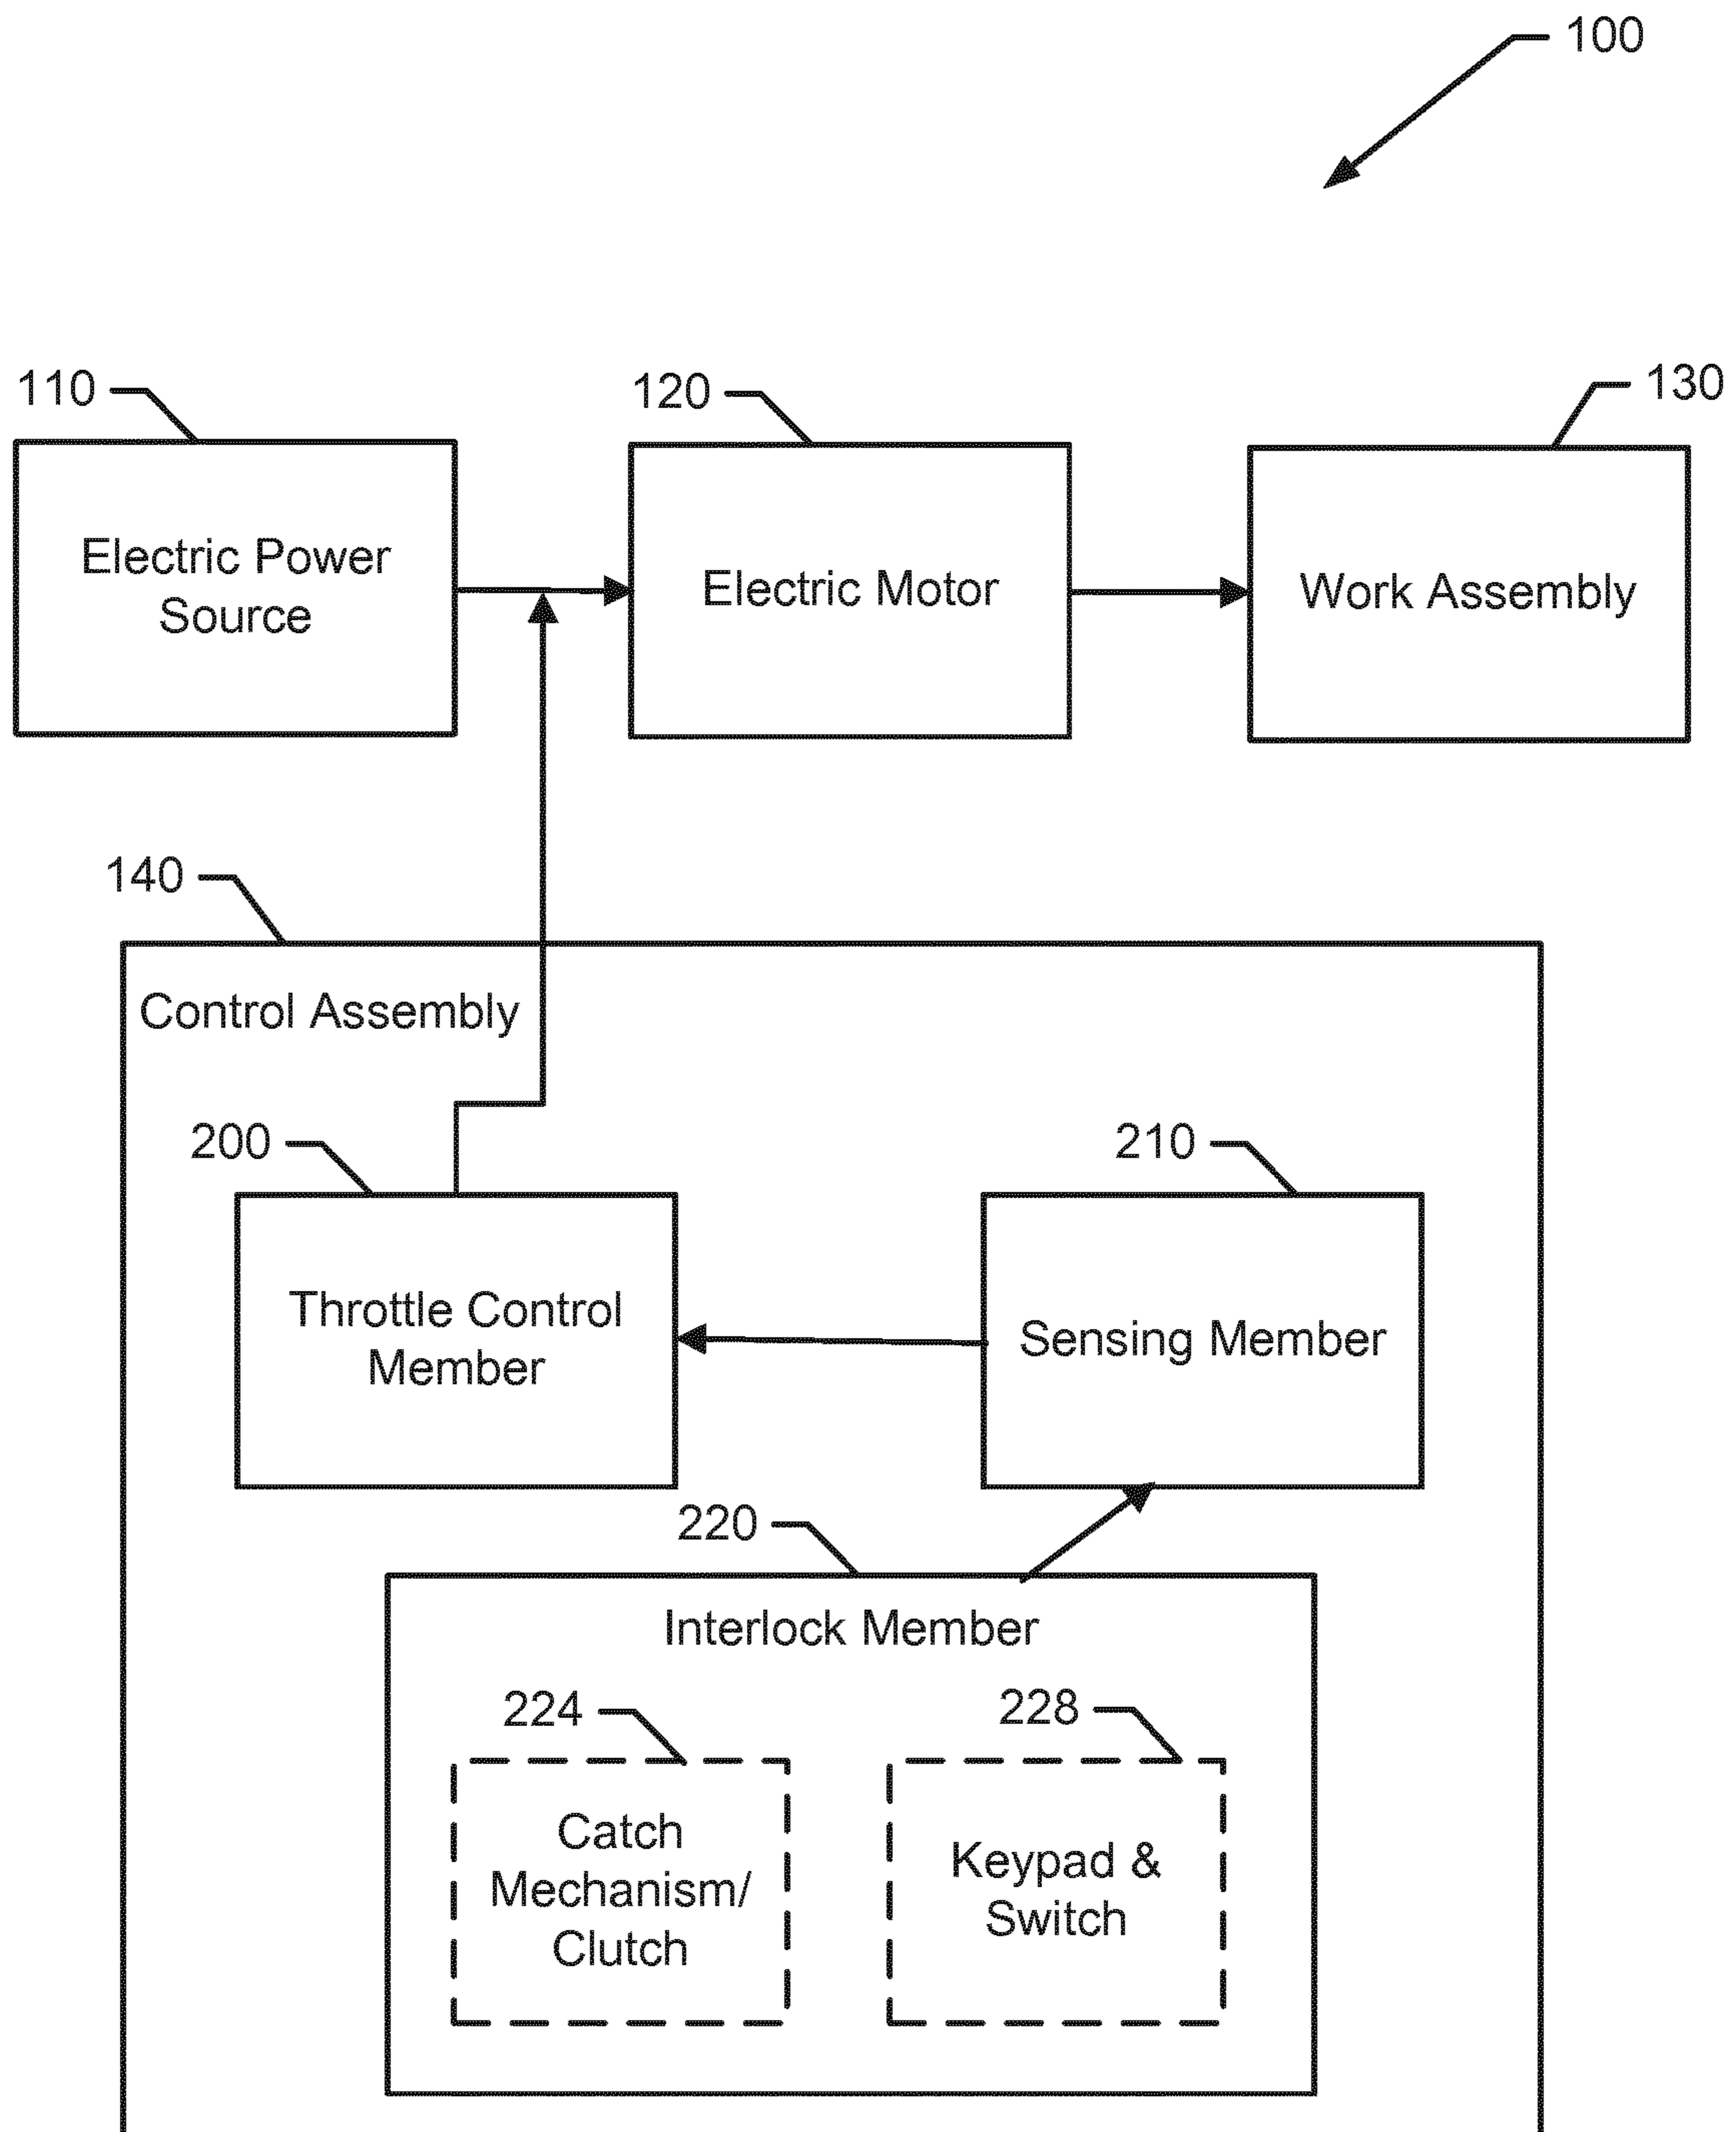 100
110
120
130
Electric Power
Source
Electric Motor
Work Assembly
140
Control Assembly
200
210
Throttle Control
Member
Sensing Member
220
Interlock Member
224
228
Catch
Mechanism/
Clutch
Keypad &
Switch